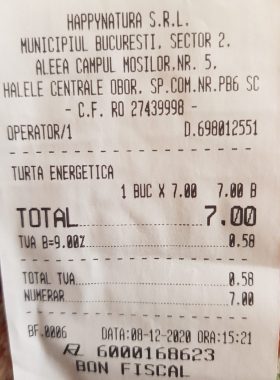 HAPPYNATURA S.R.L.
MUNICIPIUL BUCURESTI, SECTOR 2,
ALEEA CAMPUL MOSILOR,NR. 5,
HALELE CENTRALE OBOR, SP.COM.NR.PB6 SC
- C.F. RO 27439998 -
OPERATOR/1 D.698012551
TURTA ENERGETICA
1 BUC X 7.00 7.00 B
TOTAL 7.00
TVA B=9.00% 0.58
TOTAL TVA 0.58
NUMERAR 7.00
BF.0006 DATA:08-12-2020 ORA:15:21
6000168623
BON FISCAL